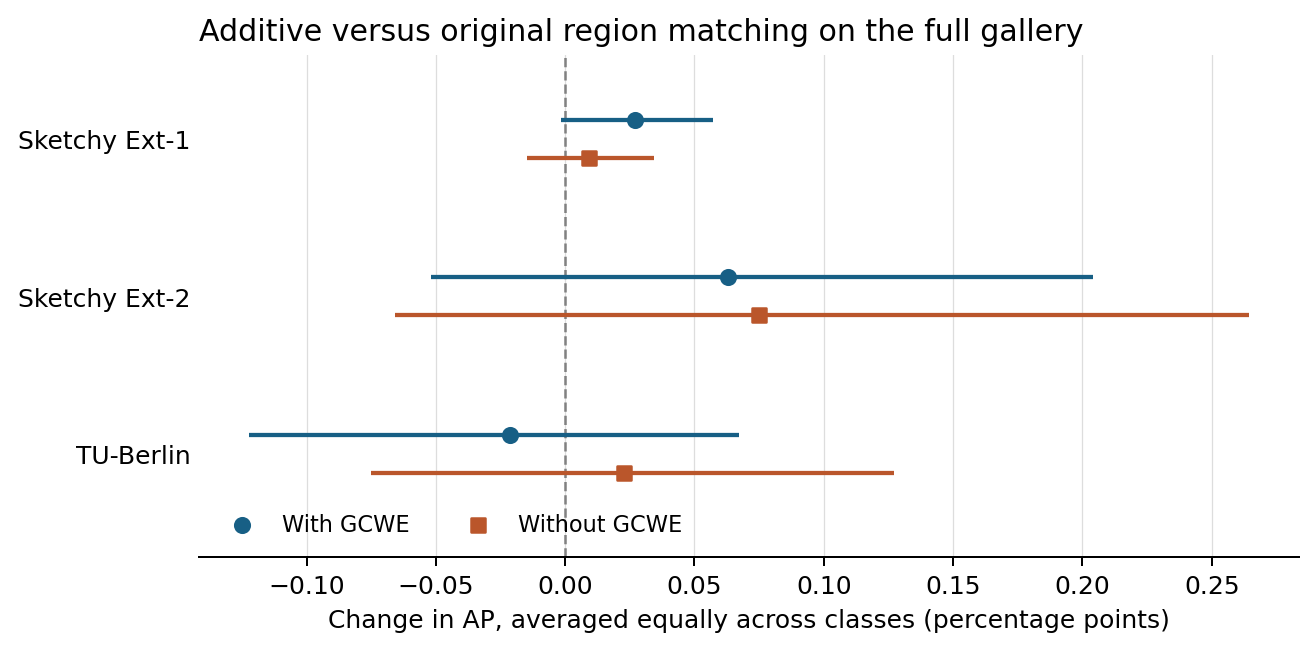 Additive versus original region matching on the full gallery
Sketchy Ext-1
Sketchy Ext-2
TU-Berlin
With GCWE Without GCWE
−0.10 −0.05 0.00 0.05 0.10 0.15 0.20 0.25
Change in AP, averaged equally across classes (percentage points)